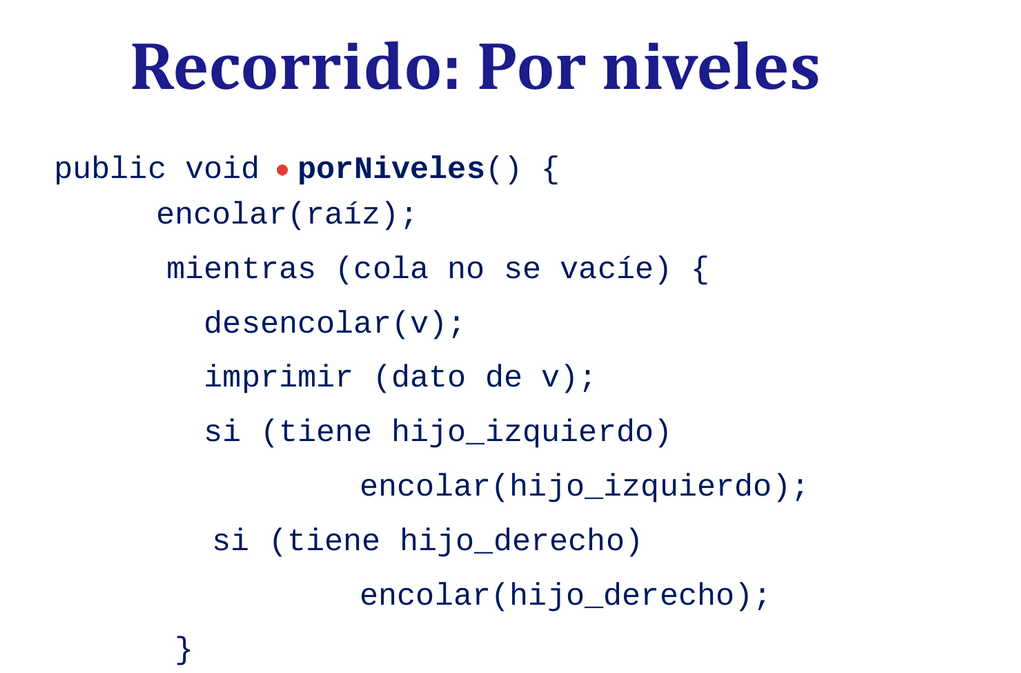 Recorrido: Por niveles
public void • porNiveles() {
encolar(raíz);
mientras (cola no se vacíe) {
desencolar(v);
imprimir (dato de v);
si (tiene hijo_izquierdo)
encolar(hijo_izquierdo);
si (tiene hijo_derecho)
encolar(hijo_derecho);
}